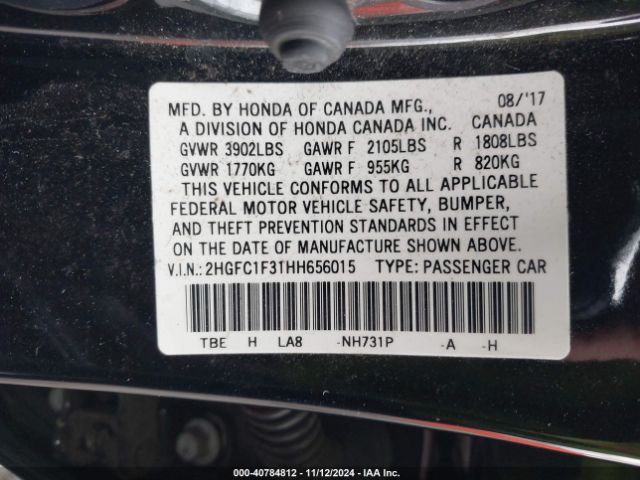 MFD. BY HONDA OF CANADA MFG., 08/'17
A DIVISION OF HONDA CANADA INC. CANADA
GVWR 3902LBS GAWR F 2105LBS R 1808LBS
GVWR 1770KG GAWR F 955KG R 820KG
THIS VEHICLE CONFORMS TO ALL APPLICABLE
FEDERAL MOTOR VEHICLE SAFETY, BUMPER,
AND THEFT PREVENTION STANDARDS IN EFFECT
ON THE DATE OF MANUFACTURE SHOWN ABOVE.
V.I.N.: 2HGFC1F31HH656015 TYPE: PASSENGER CAR
TBE H LA8 -NH731P -A -H
000-40784812 - 11/12/2024 - IAA Inc.